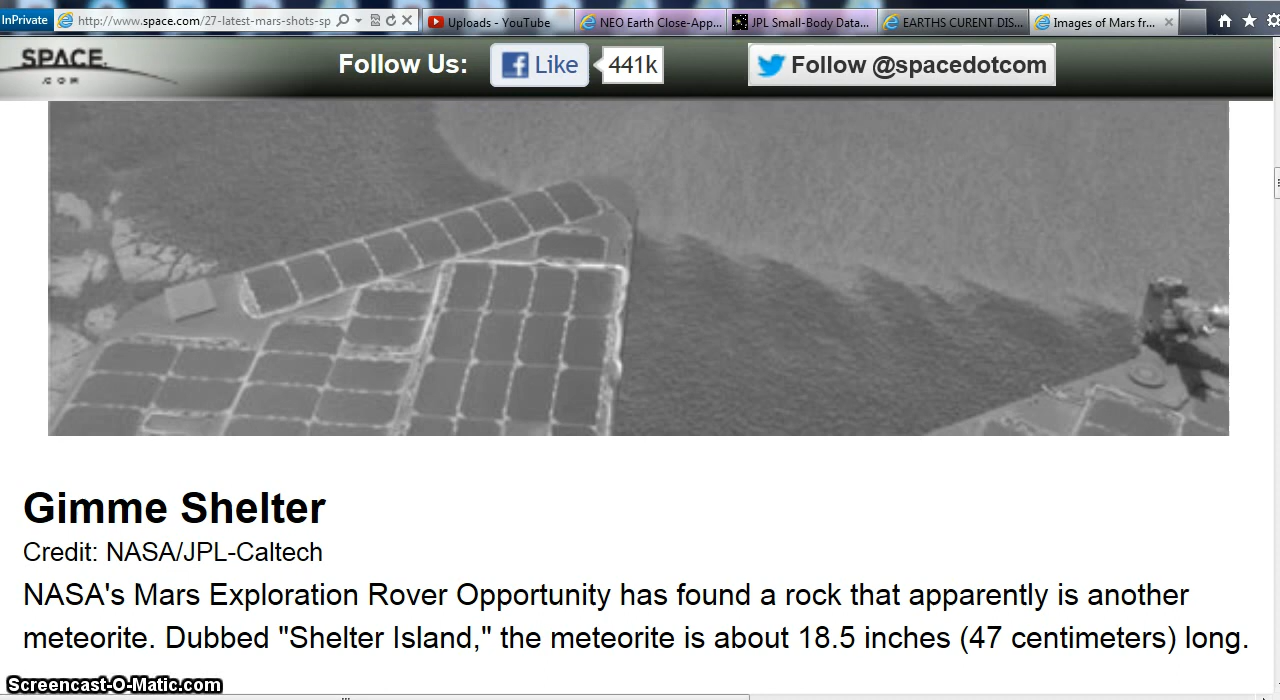 InPrivate
http://www.space.com/27-latest-mars-shots-sp
Uploads - YouTube
NEO Earth Close-App...
JPL Small-Body Data...
EARTHS CURENT DIS...
Images of Mars fr...
SPACE
.COM
Follow Us:
Like
441k
Follow @spacedotcom
Gimme Shelter
Credit: NASA/JPL-Caltech
NASA's Mars Exploration Rover Opportunity has found a rock that apparently is another
meteorite. Dubbed "Shelter Island," the meteorite is about 18.5 inches (47 centimeters) long.
Screencast-O-Matic.com